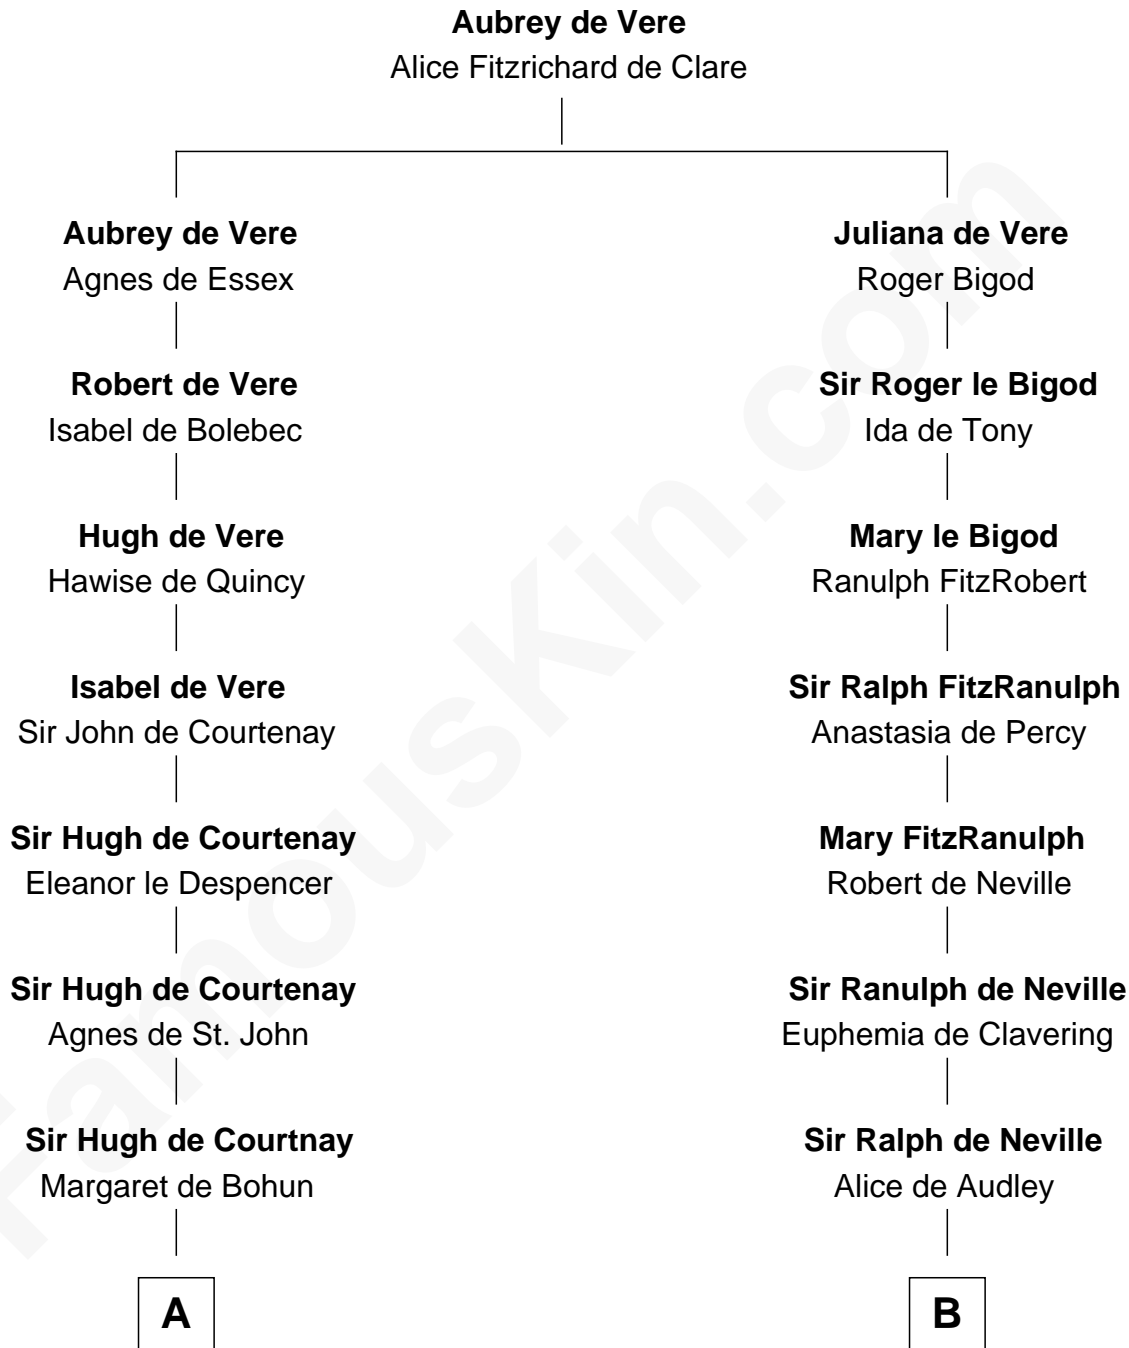 Aubrey de Vere
Alice Fitzrichard de Clare
Aubrey de Vere
Agnes de Essex
Juliana de Vere
Roger Bigod
Robert de Vere
Isabel de Bolebec
Sir Roger le Bigod
Ida de Tony
Hugh de Vere
Hawise de Quincy
Mary le Bigod
Ranulph FitzRobert
Isabel de Vere
Sir John de Courtenay
Sir Ralph FitzRanulph
Anastasia de Percy
Sir Hugh de Courtenay
Eleanor le Despencer
Mary FitzRanulph
Robert de Neville
Sir Hugh de Courtenay
Agnes de St. John
Sir Ranulph de Neville
Euphemia de Clavering
Sir Hugh de Courtnay
Margaret de Bohun
Sir Ralph de Neville
Alice de Audley
A
B
FamousKin.com